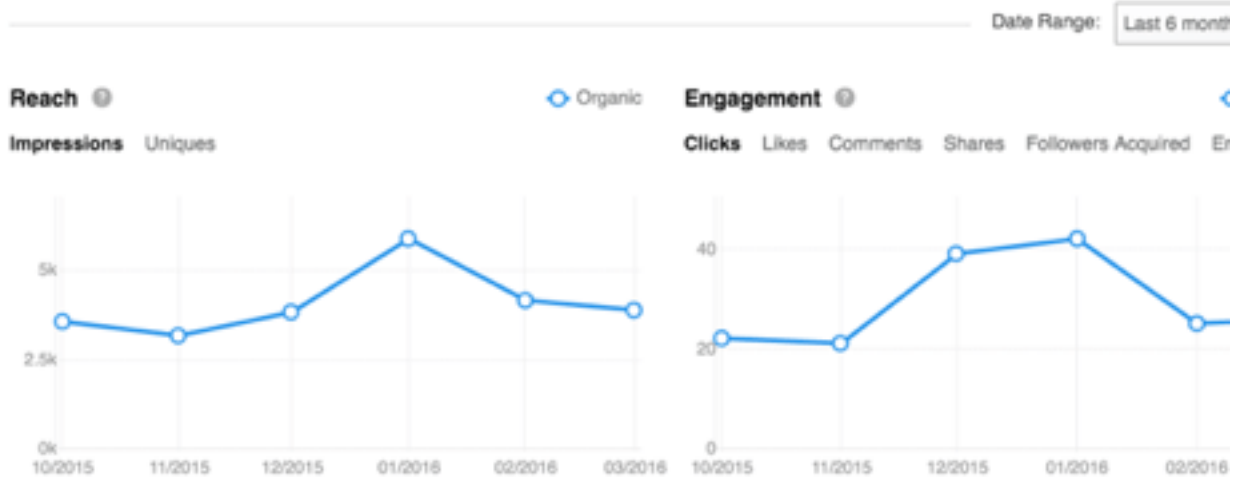 Date Range: Last 6 month
Reach ? Organic
Impressions Uniques
5k
2.5k
0k
10/2015 11/2015 12/2015 01/2016 02/2016 03/2016
Engagement ?
Clicks Likes Comments Shares Followers Acquired En
40
20
0
10/2015 11/2015 12/2015 01/2016 02/2016